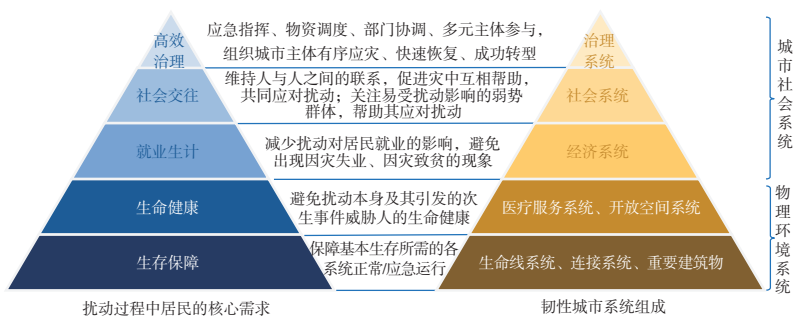 高效
治理
应急指挥、物资调度、部门协调、多元主体参与，
组织城市主体有序应灾、快速恢复、成功转型
治理
系统
社会交往
维持人与人之间的联系，促进灾中互相帮助，
共同应对扰动；关注易受扰动影响的弱势
群体，帮助其应对扰动
社会系统
就业生计
减少扰动对居民就业的影响，避免
出现因灾失业、因灾致贫的现象
经济系统
城市社会系统
生命健康
避免扰动本身及其引发的次
生事件威胁人的生命健康
医疗服务系统、开放空间系统
生存保障
保障基本生存所需的各
系统正常/应急运行
生命线系统、连接系统、重要建筑物
物理环境系统
扰动过程中居民的核心需求
韧性城市系统组成